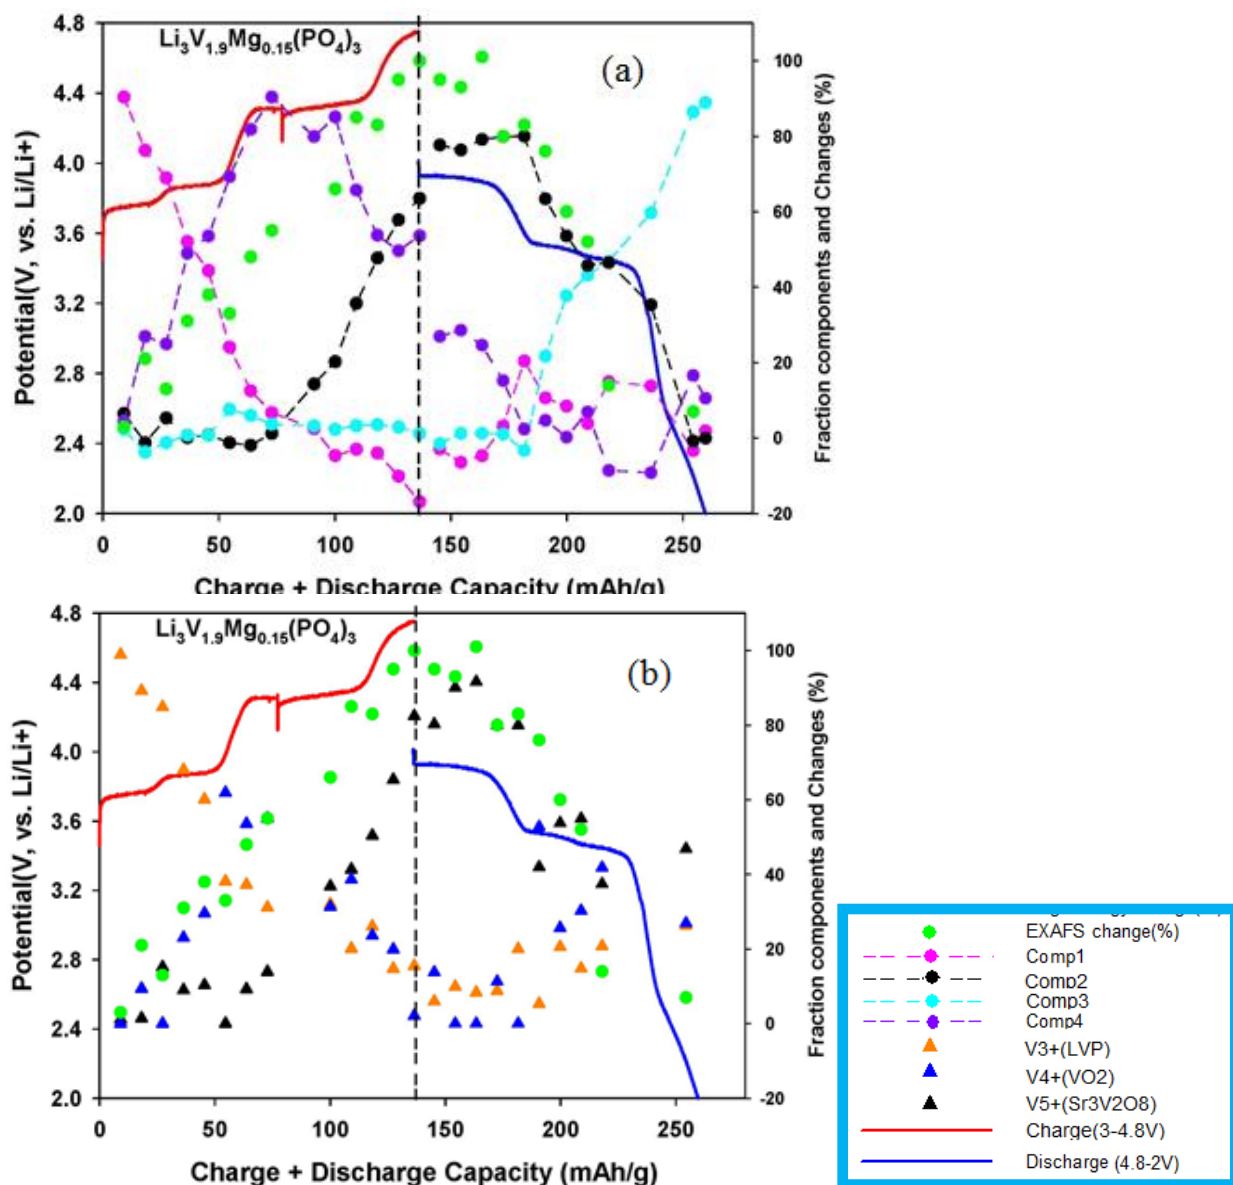 Li3V1.9Mg0.15(PO4)3
(a)
Potential(V, vs. Li/Li+)
4.8
4.4
4.0
3.6
3.2
2.8
2.4
2.0
0 50 100 150 200 250
Charge + Discharge Capacity (mAh/g)
100
80
60
40
20
0
-20
Fraction components and Changes (%)
Li3V1.9Mg0.15(PO4)3
(b)
Potential(V, vs. Li/Li+)
4.8
4.4
4.0
3.6
3.2
2.8
2.4
2.0
0 50 100 150 200 250
Charge + Discharge Capacity (mAh/g)
100
80
60
40
20
0
-20
Fraction components and Changes (%)
EXAFS change(%)
Comp1
Comp2
Comp3
Comp4
V3+(LVP)
V4+(VO2)
V5+(Sr3V2O8)
Charge(3-4.8V)
Discharge (4.8-2V)